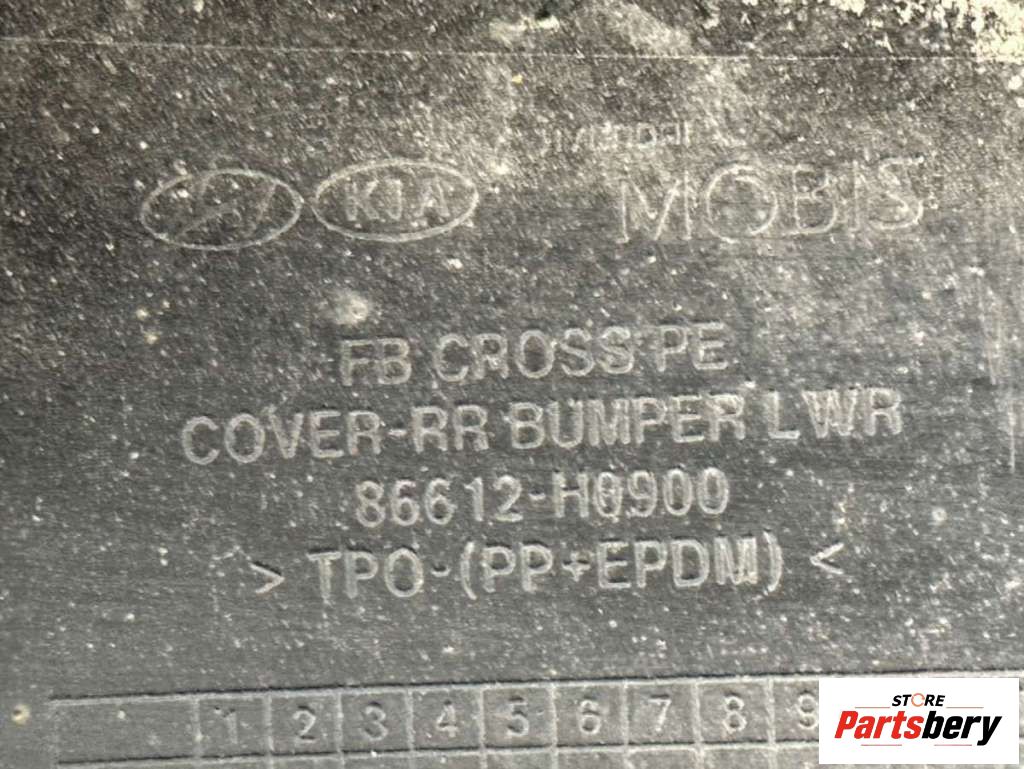 HYUNDAI
KIA MOBIS
FB CROSS PE
COVER-RR BUMPER LWR
86612-H0900
> TPO-(PP+EPDM) <
1 2 3 4 5 6 7 8 9
STORE
Partsbery